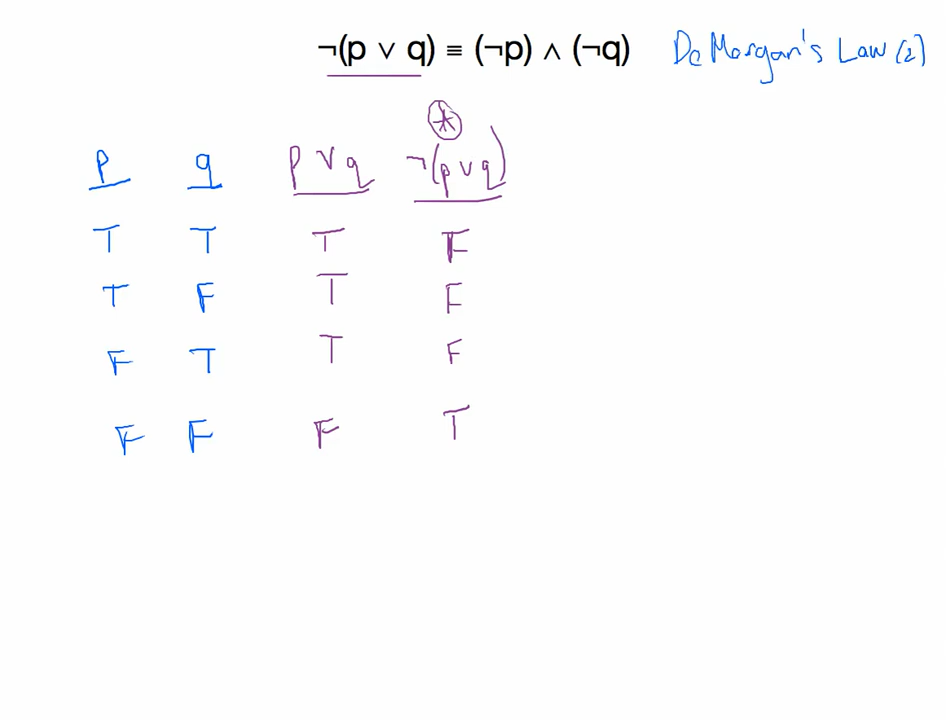 ¬(p ∨ q) ≡ (¬p) ∧ (¬q) De Morgan's Law (2)
*
p q p ∨ q ¬(p ∨ q)
T T T F
T F T F
F T T F
F F F T